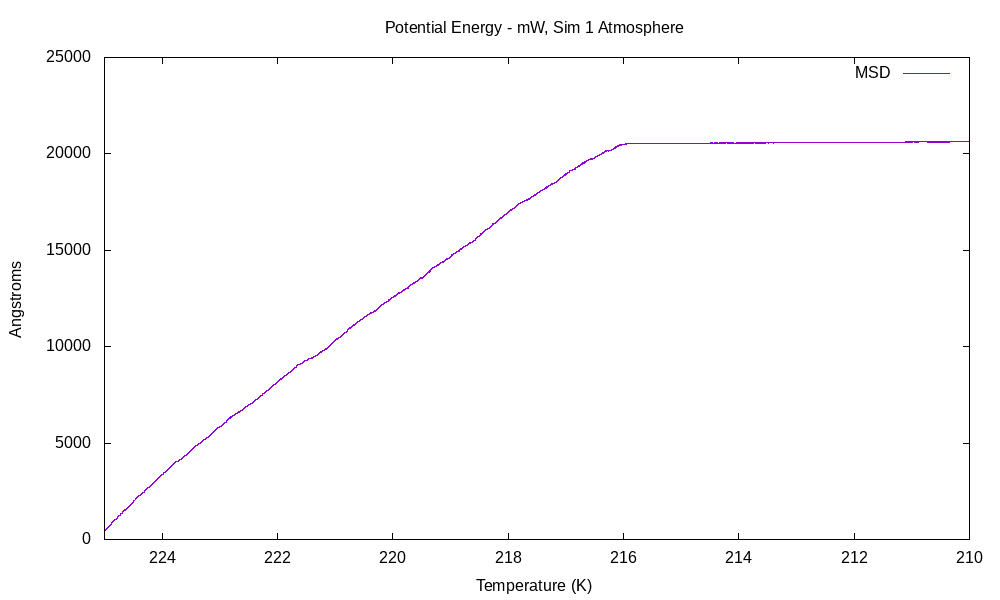 Potential Energy - mW, Sim 1 Atmosphere
MSD
25000
20000
15000
10000
5000
0
Angstroms
224 222 220 218 216 214 212 210
Temperature (K)